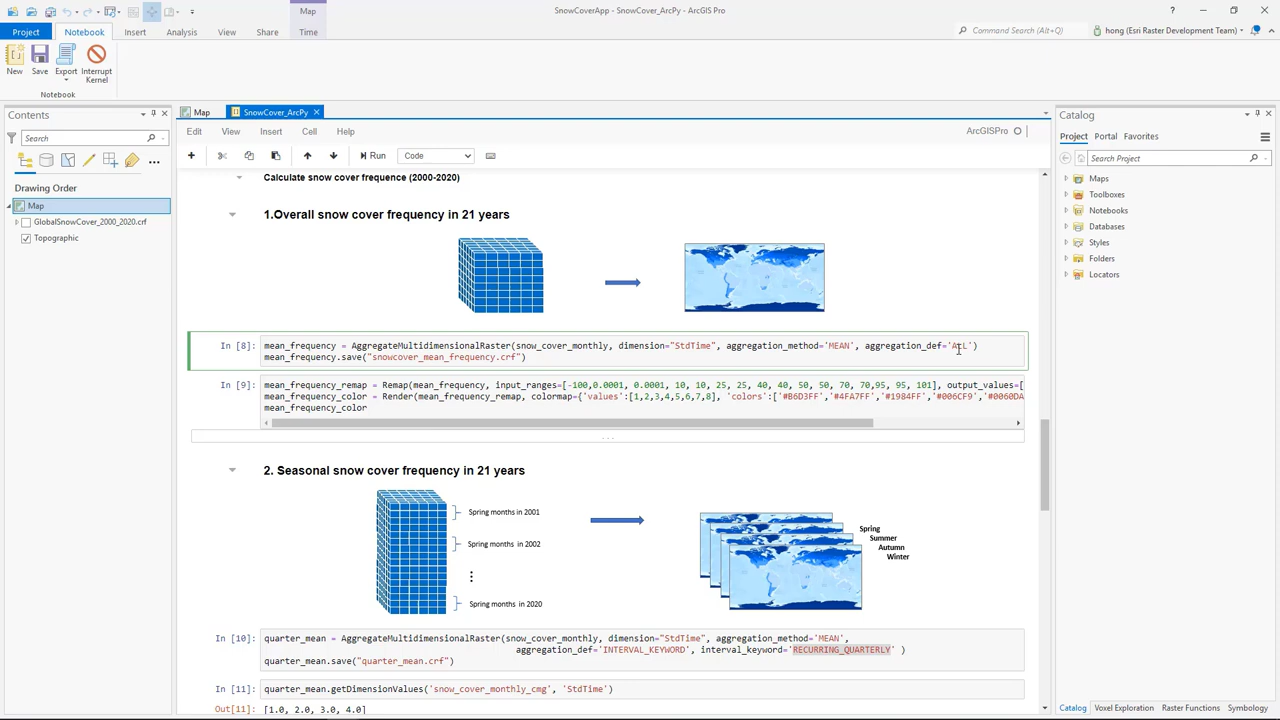 SnowCoverApp - SnowCover_ArcPy - ArcGIS Pro
Map
Project
Notebook
Insert
Analysis
View
Share
Time
Command Search (Alt+Q)
hong (Esri Raster Development Team)
New
Save
Export
Interrupt
Kernel
Notebook
Contents
Search
Drawing Order
Map
GlobalSnowCover_2000_2020.crf
Topographic
Map
SnowCover_ArcPy
Edit
View
Insert
Cell
Help
ArcGISPro
Run
Code
Calculate snow cover frequence (2000-2020)
1.Overall snow cover frequency in 21 years
In [8]:
mean_frequency = AggregateMultidimensionalRaster(snow_cover_monthly, dimension="StdTime", aggregation_method='MEAN', aggregation_def='ALL')
mean_frequency.save("snowcover_mean_frequency.crf")
In [9]:
mean_frequency_remap = Remap(mean_frequency, input_ranges=[-100,0.0001, 0.0001, 10, 10, 25, 25, 40, 40, 50, 50, 70, 70,95, 95, 101], output_values=[
mean_frequency_color = Render(mean_frequency_remap, colormap={'values':[1,2,3,4,5,6,7,8], 'colors':['#B6D3FF','#4FA7FF','#1984FF','#006CF9','#0060DA
mean_frequency_color
...
2. Seasonal snow cover frequency in 21 years
Spring months in 2001
Spring months in 2002
Spring months in 2020
Spring
Summer
Autumn
Winter
In [10]:
quarter_mean = AggregateMultidimensionalRaster(snow_cover_monthly, dimension="StdTime", aggregation_method='MEAN',
aggregation_def='INTERVAL_KEYWORD', interval_keyword='RECURRING_QUARTERLY' )
quarter_mean.save("quarter_mean.crf")
In [11]:
quarter_mean.getDimensionValues('snow_cover_monthly_cmg', 'StdTime')
Out[11]:
[1.0, 2.0, 3.0, 4.0]
Catalog
Project
Portal
Favorites
Search Project
Maps
Toolboxes
Notebooks
Databases
Styles
Folders
Locators
Catalog
Voxel Exploration
Raster Functions
Symbology